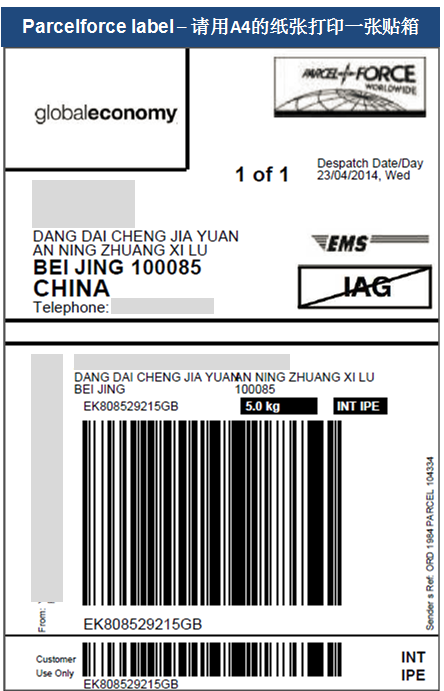 Parcelforce label – 请用A4的纸张打印一张贴箱
globaleconomy
PARCEL FORCE
WORLDWIDE
1 of 1
Despatch Date/Day
23/04/2014, Wed
DANG DAI CHENG JIA YUAN
AN NING ZHUANG XI LU
BEI JING 100085
CHINA
Telephone:
EMS
IAG
DANG DAI CHENG JIA YUAN AN NING ZHUANG XI LU
BEI JING 100085
EK808529215GB 5.0 kg INT IPE
From:
Sender s Ref: ORD 1984 PARCEL 104334
EK808529215GB
Customer
Use Only
EK808529215GB
INT
IPE